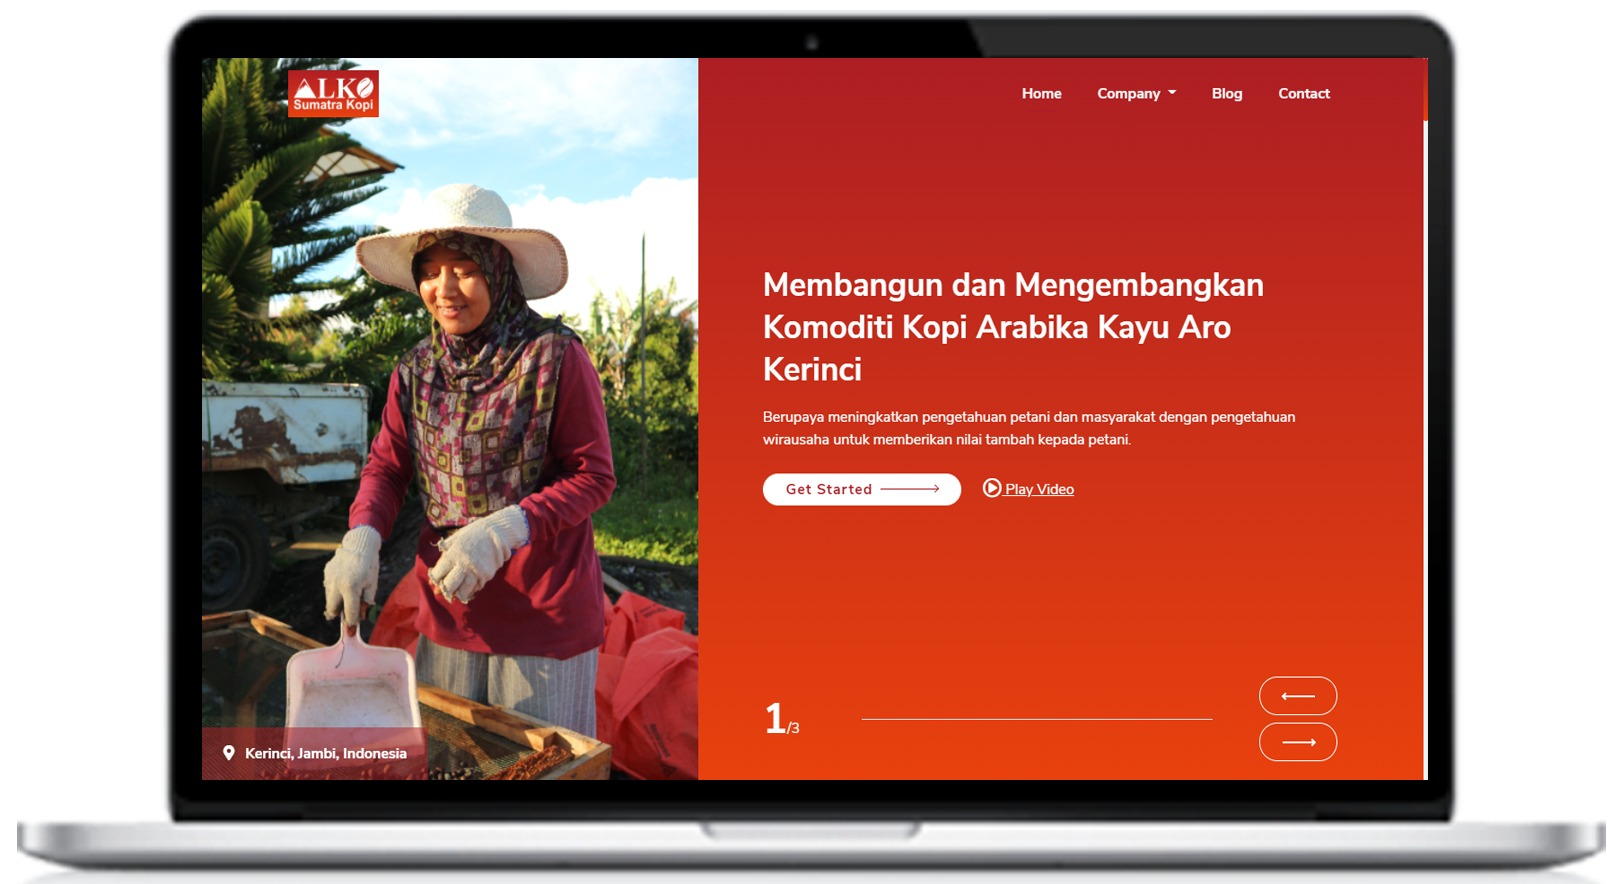 ALKO
Sumatra Kopi
Home Company Blog Contact
Membangun dan Mengembangkan
Komoditi Kopi Arabika Kayu Aro
Kerinci
Berupaya meningkatkan pengetahuan petani dan masyarakat dengan pengetahuan
wirausaha untuk memberikan nilai tambah kepada petani.
Get Started Play Video
1/3
Kerinci, Jambi, Indonesia